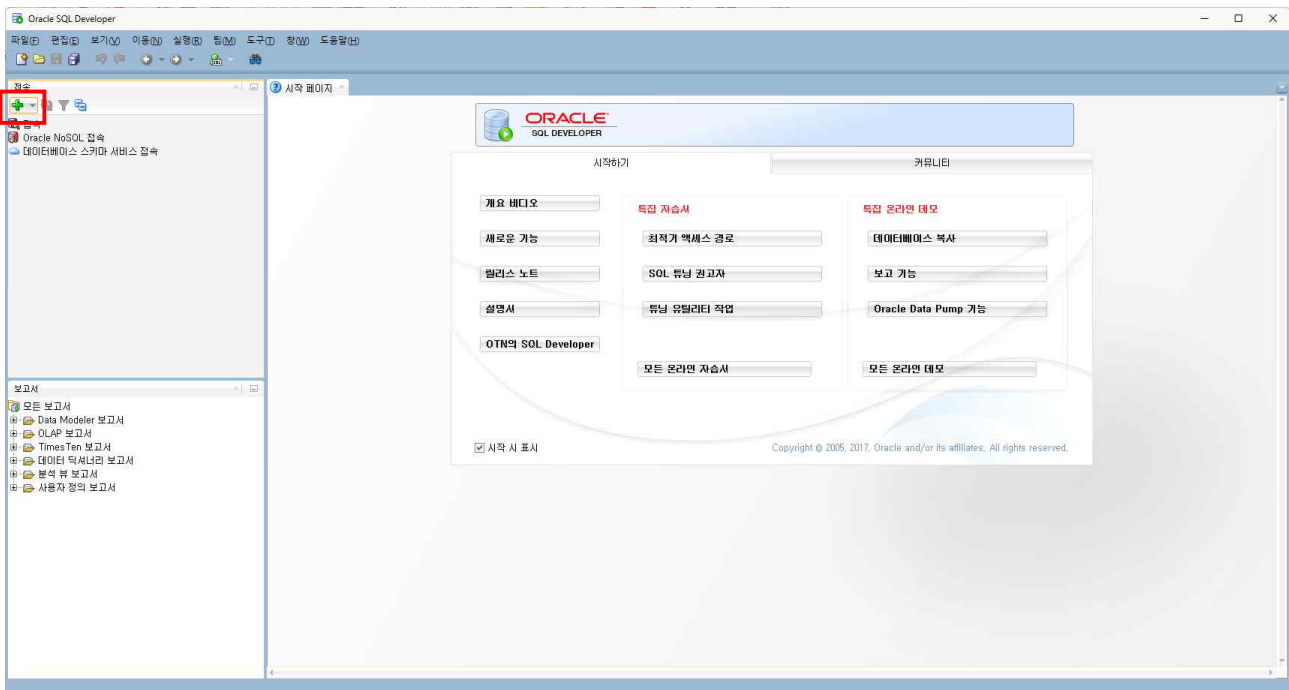 Oracle SQL Developer
파일(F) 편집(E) 보기(V) 이동(N) 실행(R) 팀(M) 도구(T) 창(W) 도움말(H)
접속
시작 페이지
Oracle NoSQL 접속
데이터베이스 스키마 서비스 접속
ORACLE
SQL DEVELOPER
시작하기
커뮤니티
개요 비디오
새로운 기능
릴리스 노트
설명서
OTN의 SQL Developer
특집 자습서
최적기 액세스 경로
SQL 튜닝 권고자
튜닝 유틸리티 작업
모든 온라인 자습서
특집 온라인 데모
데이터베이스 복사
보고 기능
Oracle Data Pump 기능
모든 온라인 데모
시작 시 표시
Copyright © 2005, 2017, Oracle and/or its affiliates. All rights reserved.
보고서
모든 보고서
Data Modeler 보고서
OLAP 보고서
TimesTen 보고서
데이터 딕셔너리 보고서
분석 뷰 보고서
사용자 정의 보고서